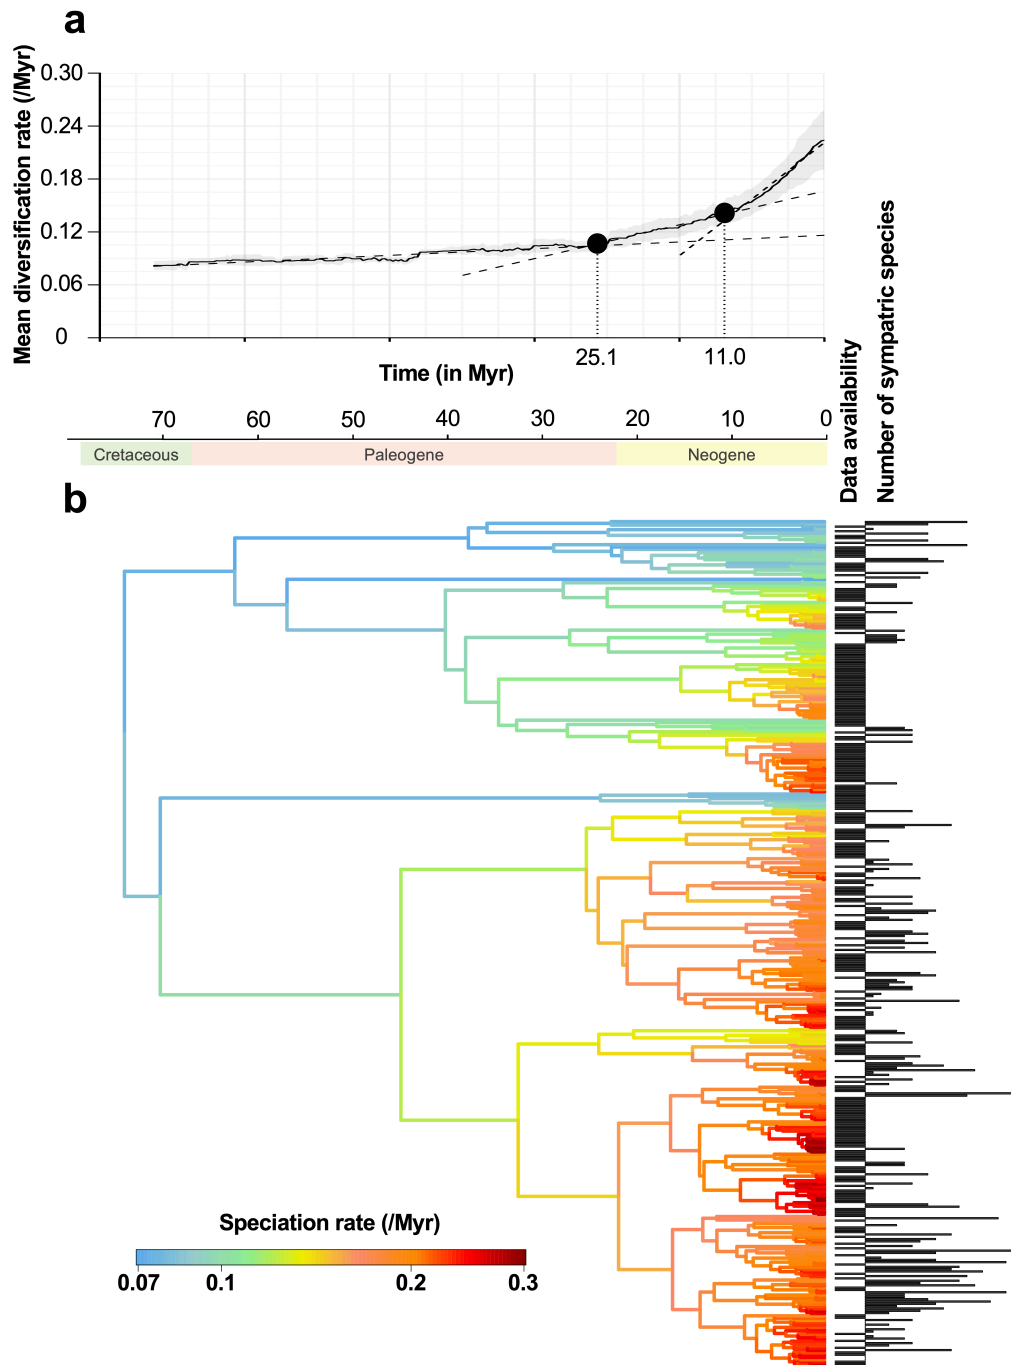 a
Mean diversification rate (/Myr)
0.30
0.24
0.18
0.12
0.06
0
25.1
11.0
Time (in Myr)
70
60
50
40
30
20
10
0
Cretaceous
Paleogene
Neogene
Data availability
Number of sympatric species
b
Speciation rate (/Myr)
0.07
0.1
0.2
0.3